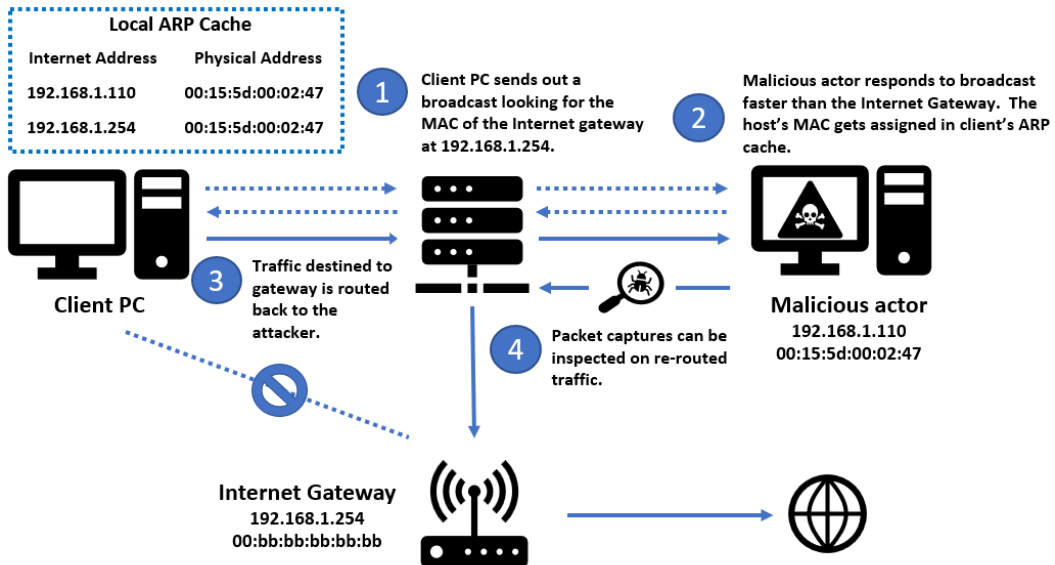 Local ARP Cache
Internet Address Physical Address
192.168.1.110 00:15:5d:00:02:47
192.168.1.254 00:15:5d:00:02:47
1
Client PC sends out a
broadcast looking for the
MAC of the Internet gateway
at 192.168.1.254.
2
Malicious actor responds to broadcast
faster than the Internet Gateway. The
host's MAC gets assigned in client's ARP
cache.
Client PC
3
Traffic destined to
gateway is routed
back to the
attacker.
4
Packet captures can be
inspected on re-routed
traffic.
Malicious actor
192.168.1.110
00:15:5d:00:02:47
Internet Gateway
192.168.1.254
00:bb:bb:bb:bb:bb